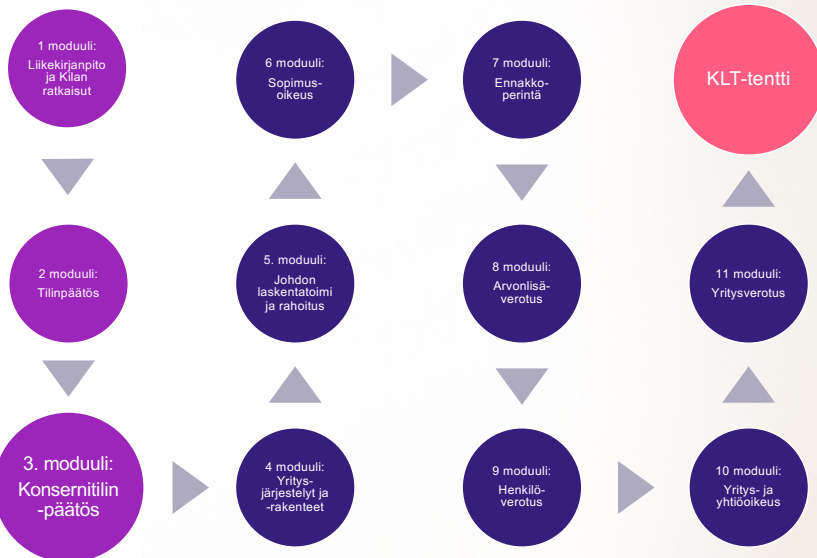 1 moduuli:
Liikekirjanpito
ja Kilan
ratkaisut
2 moduuli:
Tilinpäätös
3. moduuli:
Konsernitilin
-päätös
4 moduuli:
Yritys-
järjestelyt ja
-rakenteet
5. moduuli:
Johdon
laskentatoimi
ja rahoitus
6 moduuli:
Sopimus-
oikeus
7 moduuli:
Ennakko-
perintä
8 moduuli:
Arvonlisä-
verotus
9 moduuli:
Henkilö-
verotus
10 moduuli:
Yritys- ja
yhtiöoikeus
11 moduuli:
Yritysverotus
KLT-tentti